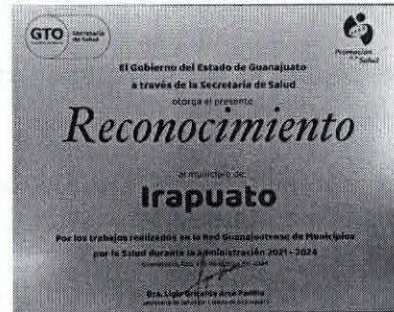 GTO
Secretaría
de Salud
Promoción
de la
Salud
El Gobierno del Estado de Guanajuato
a través de la Secretaría de Salud
otorga el presente
Reconocimiento
al municipio de
Irapuato
Por los trabajos realizados en la Red Guanajuatense de Municipios
por la Salud durante la administración 2021 - 2024